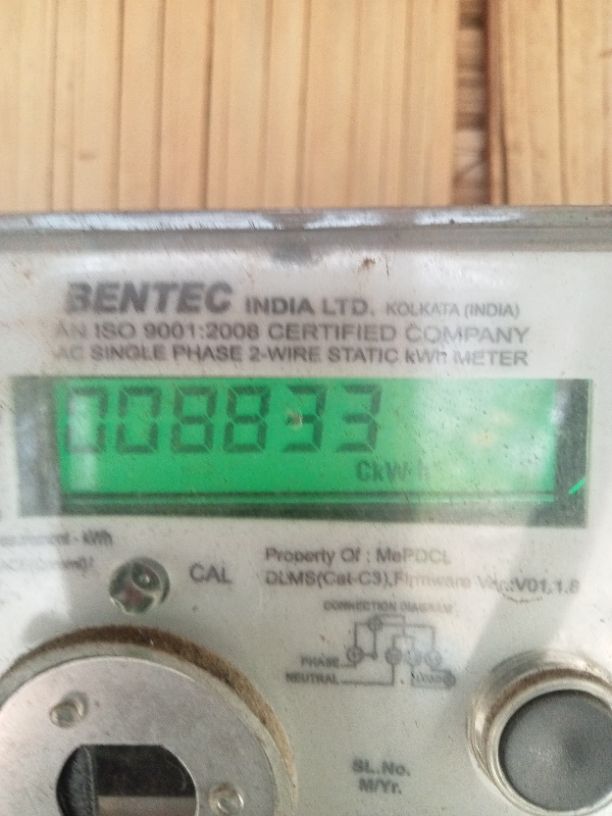 BENTEC INDIA LTD. KOLKATA (INDIA)
AN ISO 9001:2008 CERTIFIED COMPANY
AC SINGLE PHASE 2-WIRE STATIC kWh METER
008833
CkWh
- kWh
CAL
Property Of : MePDCL
DLMS(Cat-C3),Firmware Ver.:V01.1.8
CONNECTION DIAGRAM
PHASE
NEUTRAL
SL.No.
M/Yr.